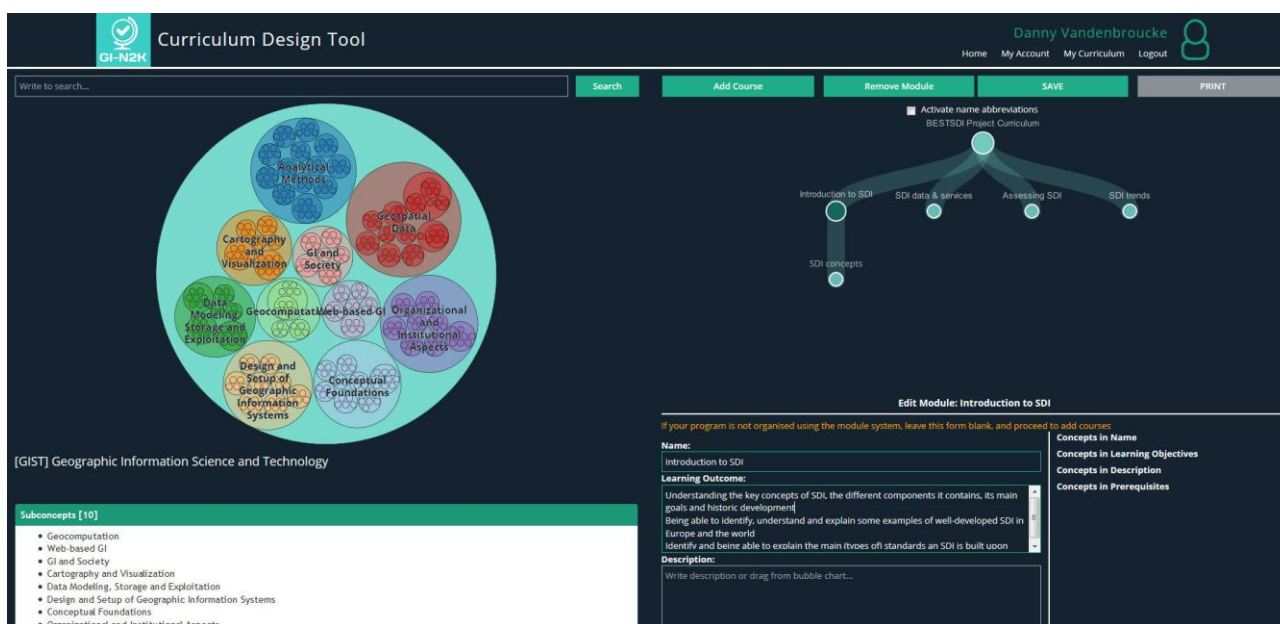 GI-N2K
Curriculum Design Tool
Danny Vandenbroucke
Home My Account My Curriculum Logout
Write to search...
Search
Add Course
Remove Module
SAVE
PRINT
Analytical
Methods
Geospatial
Data
Cartography
and
Visualization
GI and
Society
Data
Modeling,
Storage and
Exploitation
Geocomputation
Web-based GI
Organizational
and
Institutional
Aspects
Design and
Setup of
Geographic
Information
Systems
Conceptual
Foundations
Activate name abbreviations
BESTSDI Project Curriculum
Introduction to SDI
SDI data & services
Assessing SDI
SDI trends
SDI concepts
[GIST] Geographic Information Science and Technology
Subconcepts [10]
Geocomputation
Web-based GI
GI and Society
Cartography and Visualization
Data Modeling, Storage and Exploitation
Design and Setup of Geographic Information Systems
Conceptual Foundations
Organizational and Institutional Aspects
Edit Module: Introduction to SDI
If your program is not organised using the module system, leave this form blank, and proceed to add courses
Name:
Introduction to SDI
Learning Outcome:
Understanding the key concepts of SDI, the different components it contains, its main
goals and historic development
Being able to identify, understand and explain some examples of well-developed SDI in
Europe and the world
Identify and being able to explain the main (types of) standards an SDI is built upon
Description:
Write description or drag from bubble chart...
Concepts in Name
Concepts in Learning Objectives
Concepts in Description
Concepts in Prerequisites